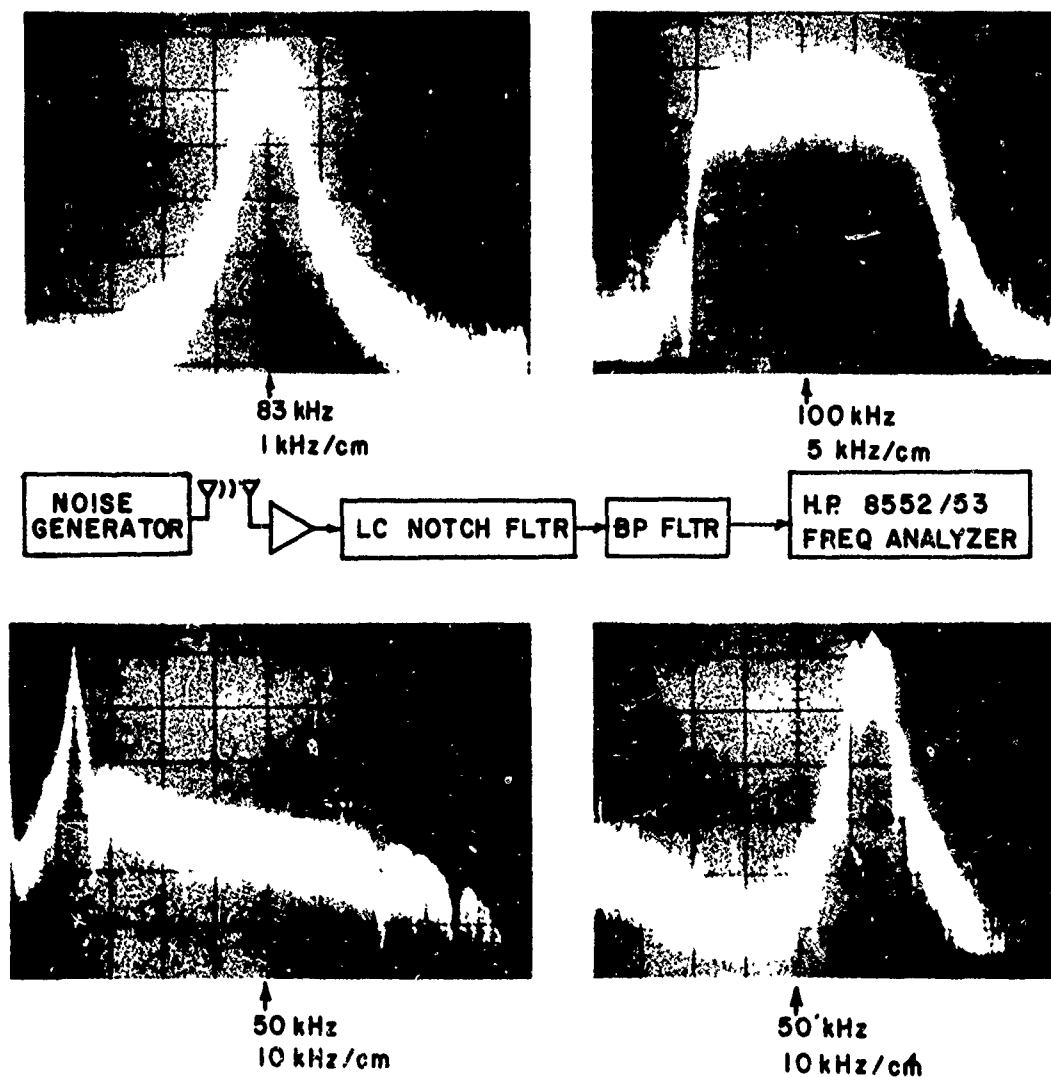 83 kHz
1 kHz/cm
100 kHz
5 kHz/cm
NOISE
GENERATOR
LC NOTCH FLTR
BP FLTR
H.P. 8552/53
FREQ ANALYZER
50 kHz
10 kHz/cm
50 kHz
10 kHz/cm